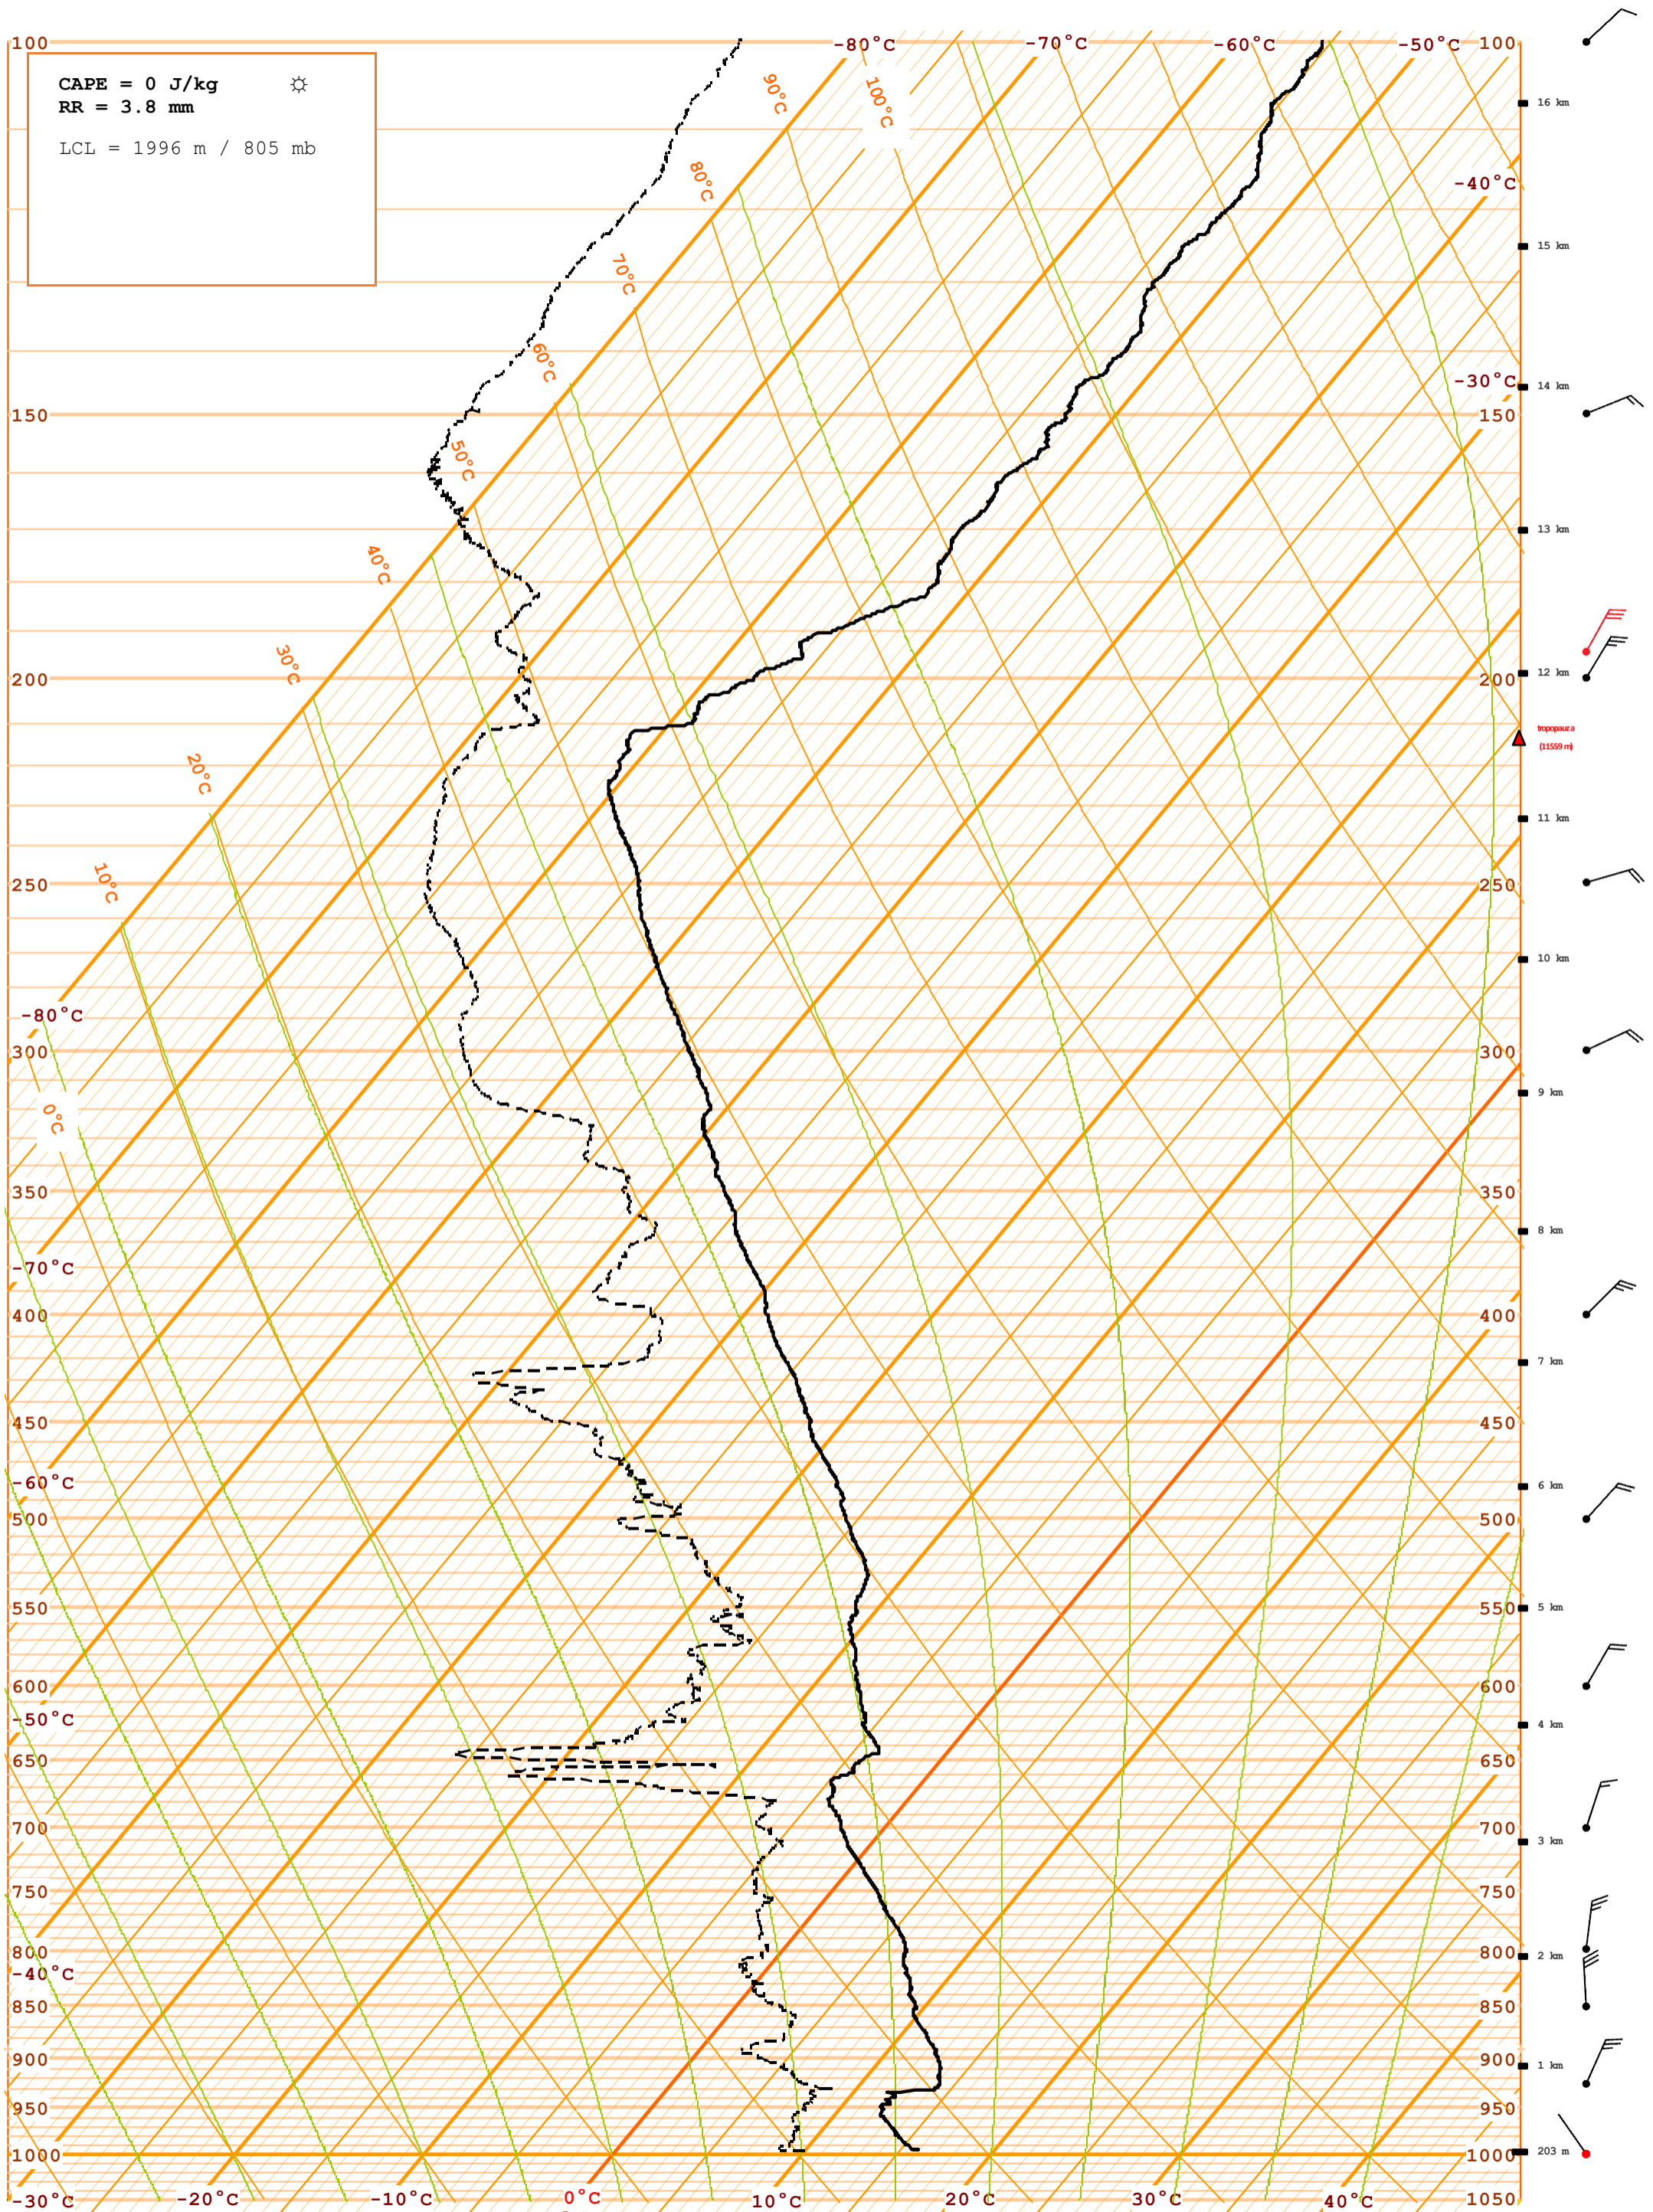 100 -80°C -70°C -60°C -50°C 100
CAPE = 0 J/kg ☼
RR = 3.8 mm
LCL = 1996 m / 805 mb
90°C 100°C
16 km
80°C
-40°C
15 km
70°C
60°C
-30°C 14 km
150 150
50°C
13 km
40°C
30°C
200 200 12 km
tropopauza
(11559 m)
20°C
11 km
10°C
250 250
10 km
-80°C
300 300
9 km
0°C
350 350
8 km
-70°C
400 400
7 km
450 450
-60°C 6 km
500 500
550 550 5 km
600 600
-50°C 4 km
650 650
700 700
3 km
750 750
800 800 2 km
-40°C
850 850
900 900 1 km
950 950
1000 1000 203 m
-30°C -20°C -10°C 0°C 10°C 20°C 30°C 40°C 1050